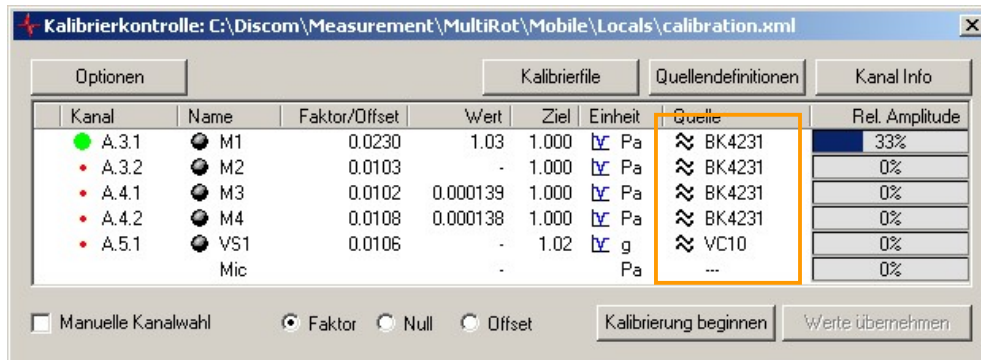 Kalibrierkontrolle: C:\Discom\Measurement\MultiRot\Mobile\Locals\calibration.xml
Optionen Kalibrierfile Quellendefinitionen Kanal Info
Kanal Name Faktor/Offset Wert Ziel Einheit Quelle Rel. Amplitude
A.3.1 M1 0.0230 1.03 1.000 Pa BK4231 33%
A.3.2 M2 0.0103 - 1.000 Pa BK4231 0%
A.4.1 M3 0.0102 0.000139 1.000 Pa BK4231 0%
A.4.2 M4 0.0108 0.000138 1.000 Pa BK4231 0%
A.5.1 VS1 0.0106 - 1.02 g VC10 0%
Mic - Pa --- 0%
Manuelle Kanalwahl Faktor Null Offset Kalibrierung beginnen Werte übernehmen